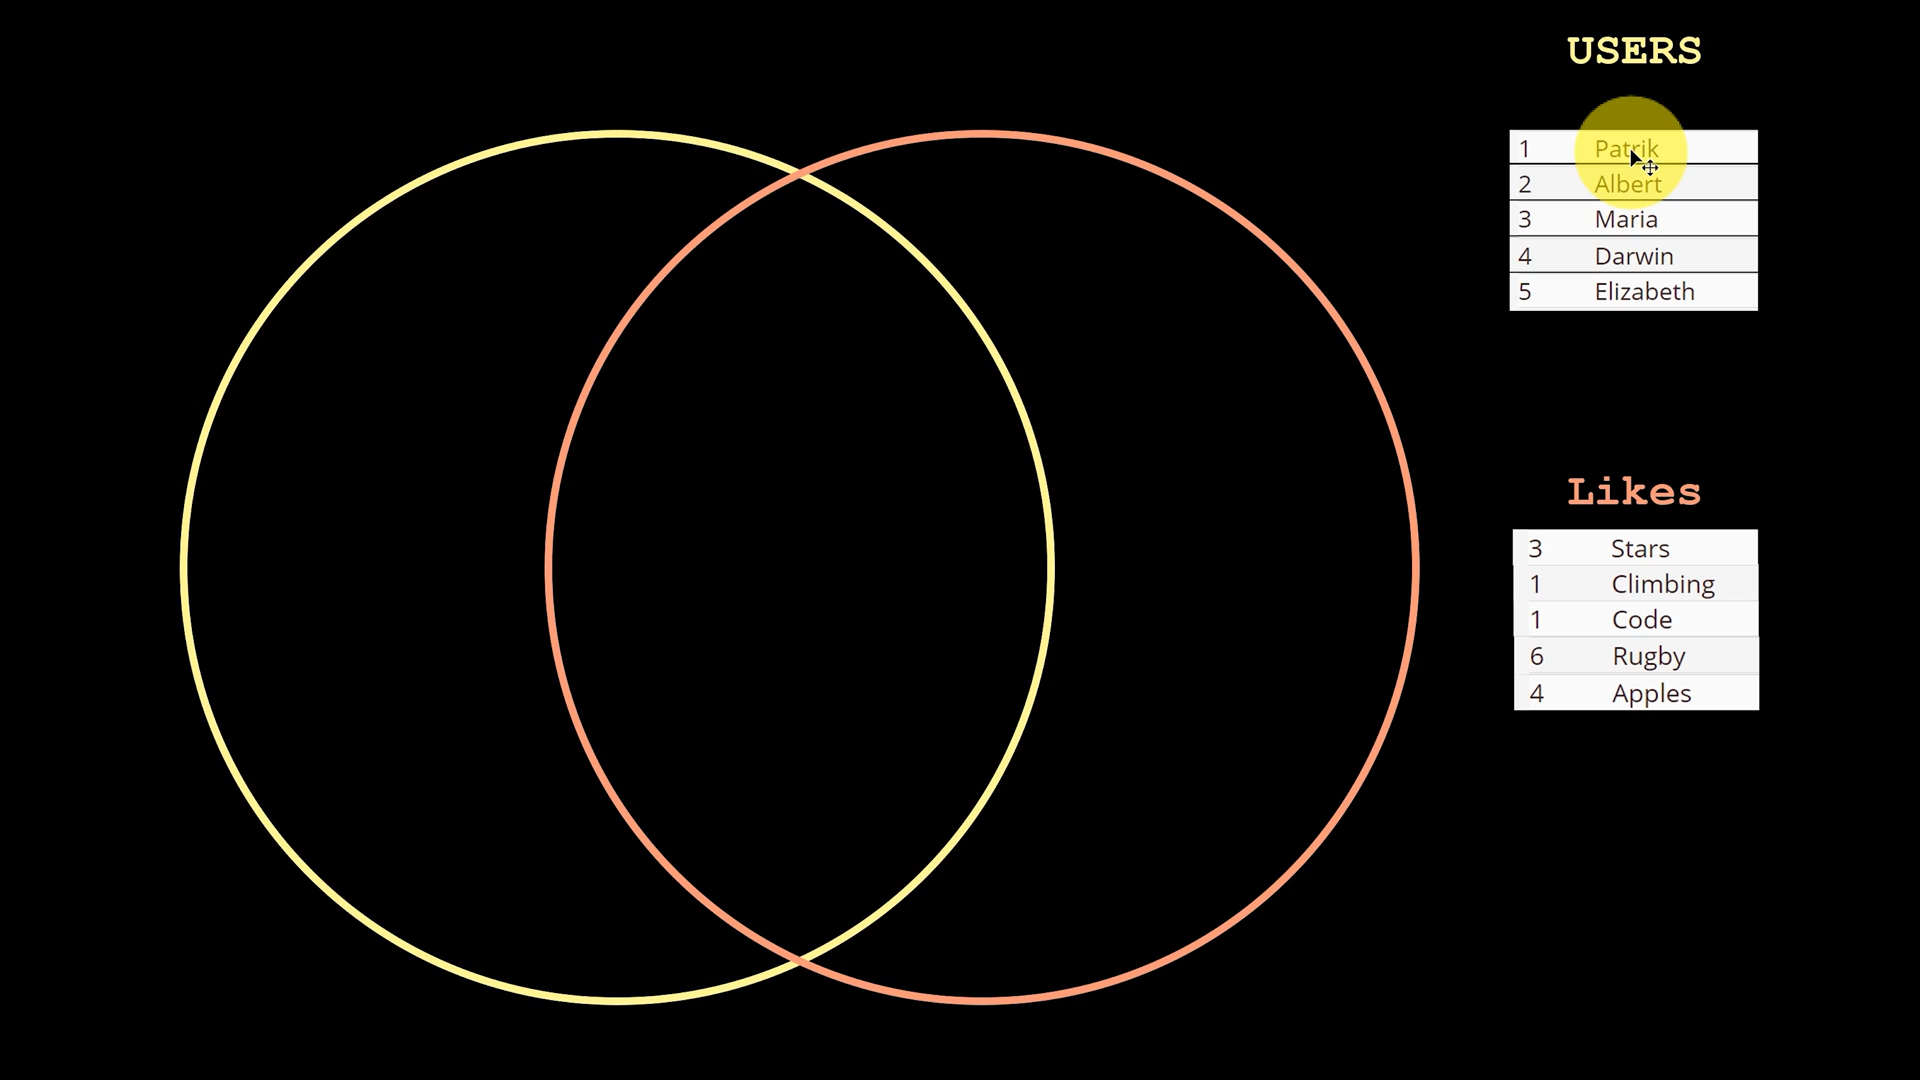 USERS
1 Patrik
2 Albert
3 Maria
4 Darwin
5 Elizabeth
Likes
3 Stars
1 Climbing
1 Code
6 Rugby
4 Apples